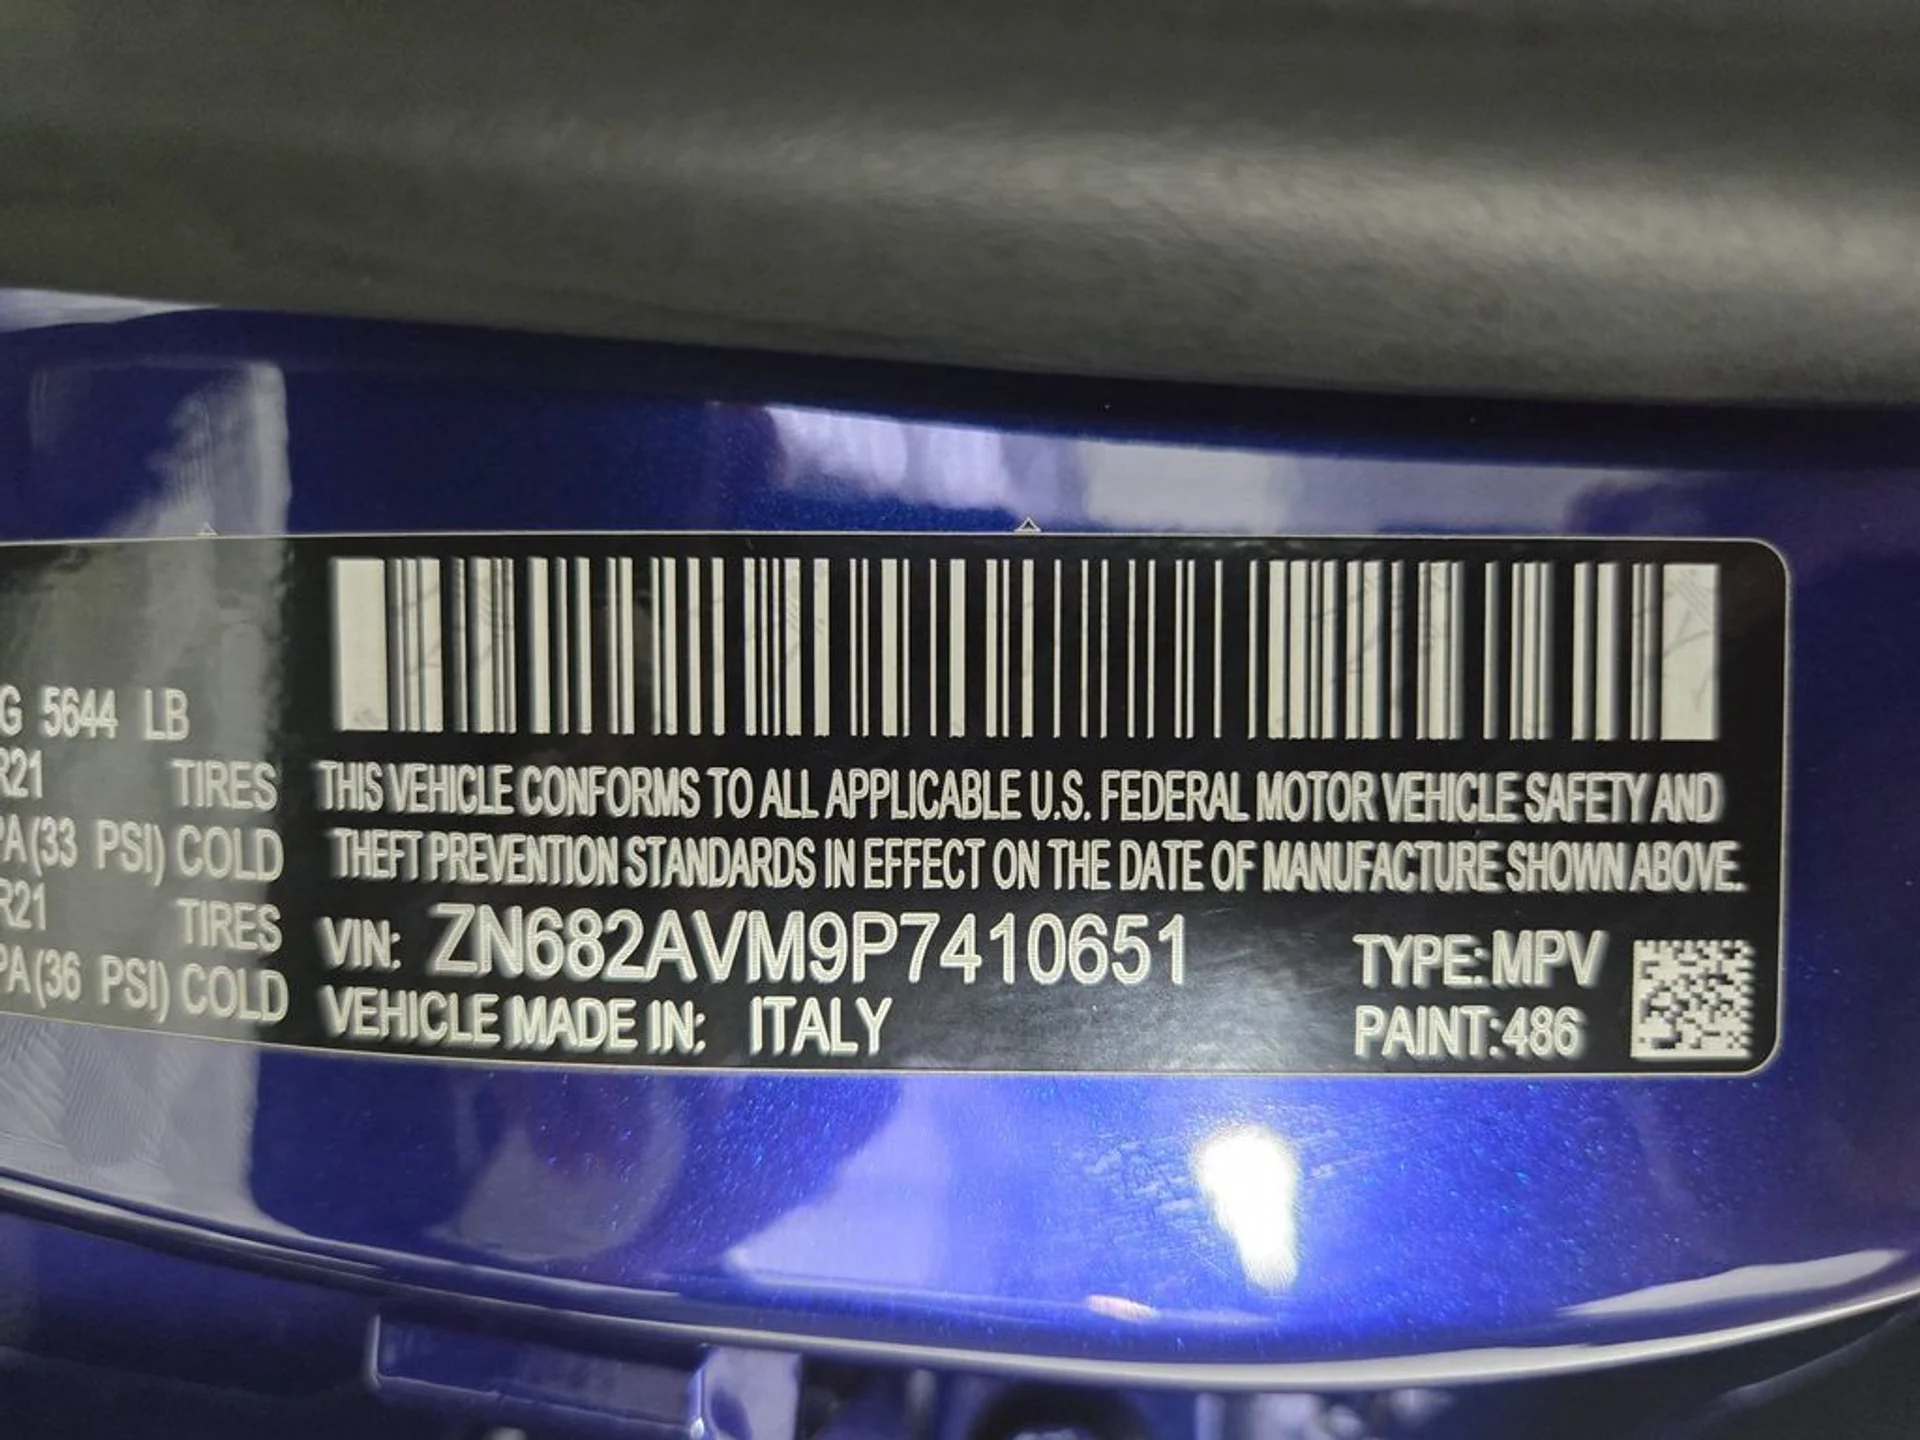 G 5644 LB
R21 TIRES
PA (33 PSI) COLD
R21 TIRES
PA (36 PSI) COLD
THIS VEHICLE CONFORMS TO ALL APPLICABLE U.S. FEDERAL MOTOR VEHICLE SAFETY AND
THEFT PREVENTION STANDARDS IN EFFECT ON THE DATE OF MANUFACTURE SHOWN ABOVE.
VIN: ZN682AVM9P7410651
VEHICLE MADE IN: ITALY
TYPE: MPV
PAINT: 486